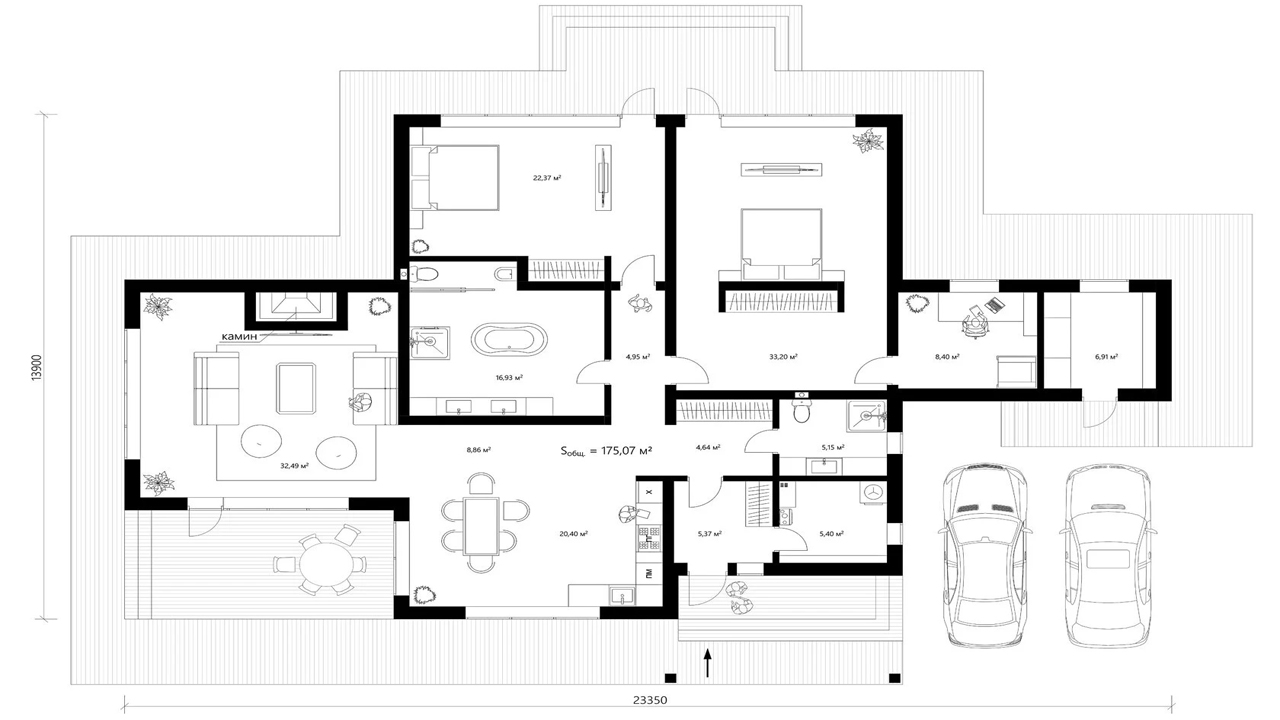 22,37 м²
13900
камин
4,95 м²
33,20 м²
8,40 м²
6,91 м²
16,93 м²
32,49 м²
8,86 м²
Sобщ. = 175,07 м²
4,64 м²
5,15 м²
X
20,40 м²
ПГ
5,37 м²
5,40 м²
ПМ
23350